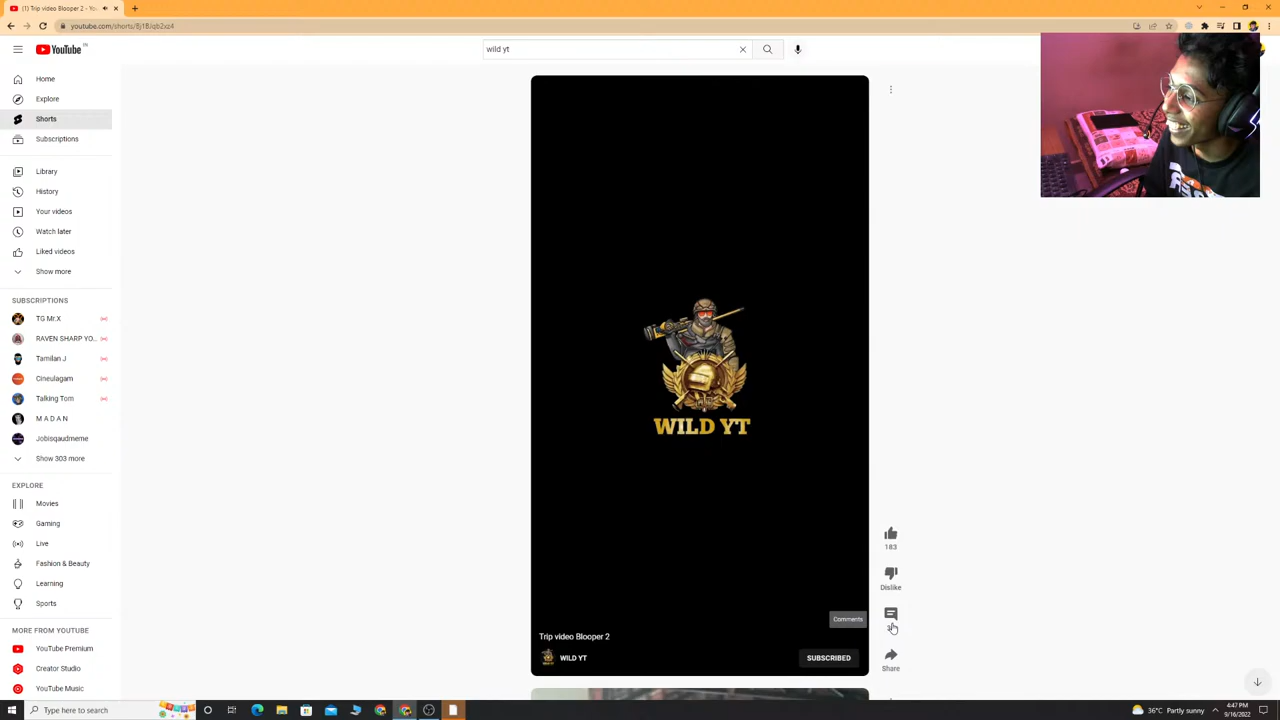 (1) Trip video Blooper 2 - You
youtube.com/shorts/
YouTube IN
wild yt
Home
Explore
Shorts
Subscriptions
Library
History
Your videos
Watch later
Liked videos
Show more
SUBSCRIPTIONS
TG Mr.X
RAVEN SHARP YO...
Tamilan J
Cineulagam
Talking Tom
M A D A N
Jobisqaudmeme
Show 303 more
EXPLORE
Movies
Gaming
Live
Fashion & Beauty
Learning
Sports
MORE FROM YOUTUBE
YouTube Premium
Creator Studio
YouTube Music
WILD YT
183
Dislike
Comments
Share
Trip video Blooper 2
WILD YT
SUBSCRIBED
Type here to search
36°C Partly sunny
4:47 PM
9/16/2022